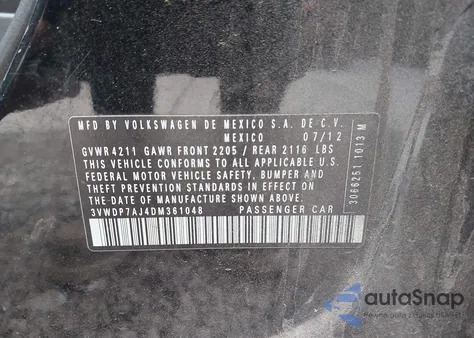 MFD BY VOLKSWAGEN DE MEXICO S.A. DE C.V.
MEXICO 07/12
GVWR 4211 GAWR FRONT 2205 / REAR 2116 LBS
THIS VEHICLE CONFORMS TO ALL APPLICABLE U.S.
FEDERAL MOTOR VEHICLE SAFETY, BUMPER AND
THEFT PREVENTION STANDARDS IN EFFECT ON THE
DATE OF MANUFACTURE SHOWN ABOVE.
3VWDP7AJ4DM361048 PASSENGER CAR
3066251 1013 M
autoSnap